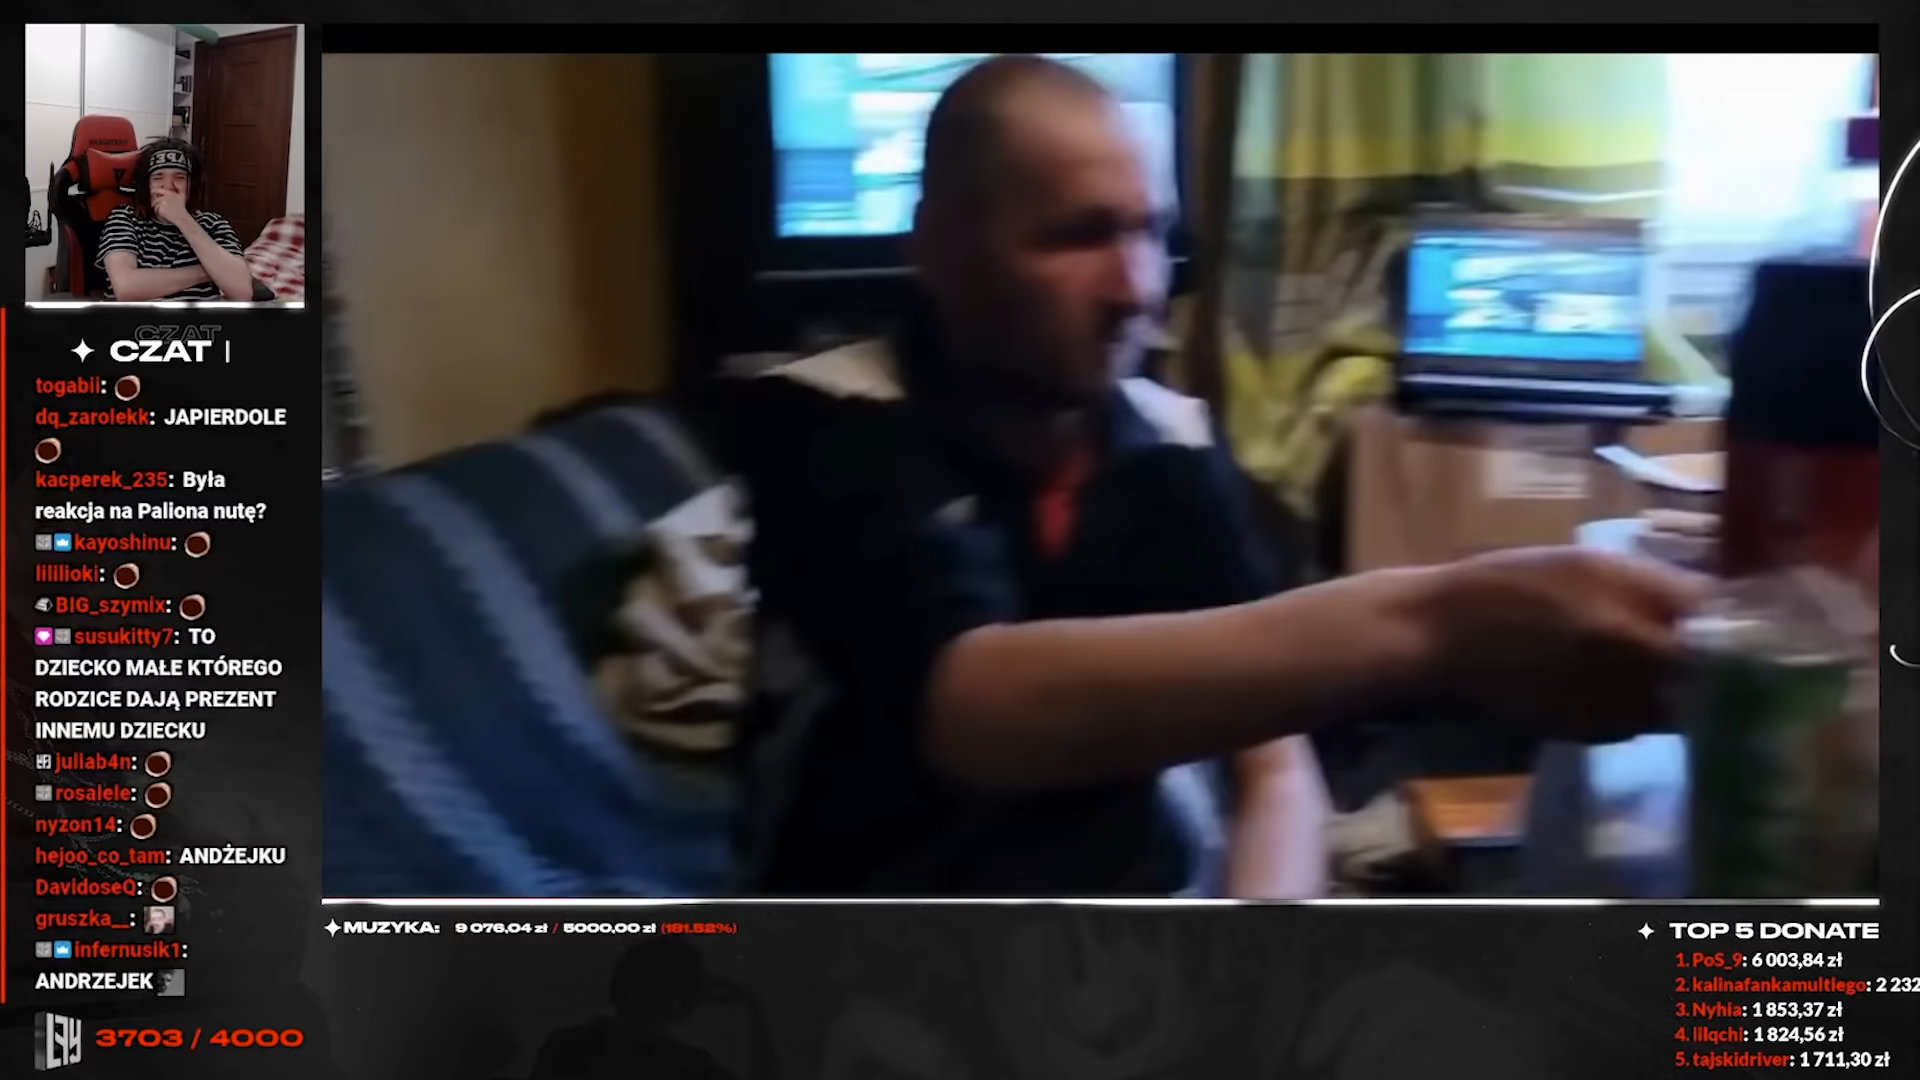 CZAT
CZAT |
togabii:
dq_zarolekk: JAPIERDOLE
kacperek_235: Była
reakcja na Paliona nutę?
kayoshinu:
lililioki:
BIG_szymix:
susukitty7: TO
DZIECKO MAŁE KTÓREGO
RODZICE DAJĄ PREZENT
INNEMU DZIECKU
juliab4n:
rosalele:
nyzon14:
hejoo_co_tam: ANDŻEJKU
DavidoseQ:
gruszka__:
infernusik1:
ANDRZEJEK
3703 / 4000
MUZYKA: 9 076,04 zł / 5000,00 zł (181.52%)
TOP 5 DONATE
1. PoS_9: 6 003,84 zł
2. kalinafankamultiego: 2 232
3. Nyhia: 1 853,37 zł
4. lilqchi: 1 824,56 zł
5. tajskidriver: 1 711,30 zł